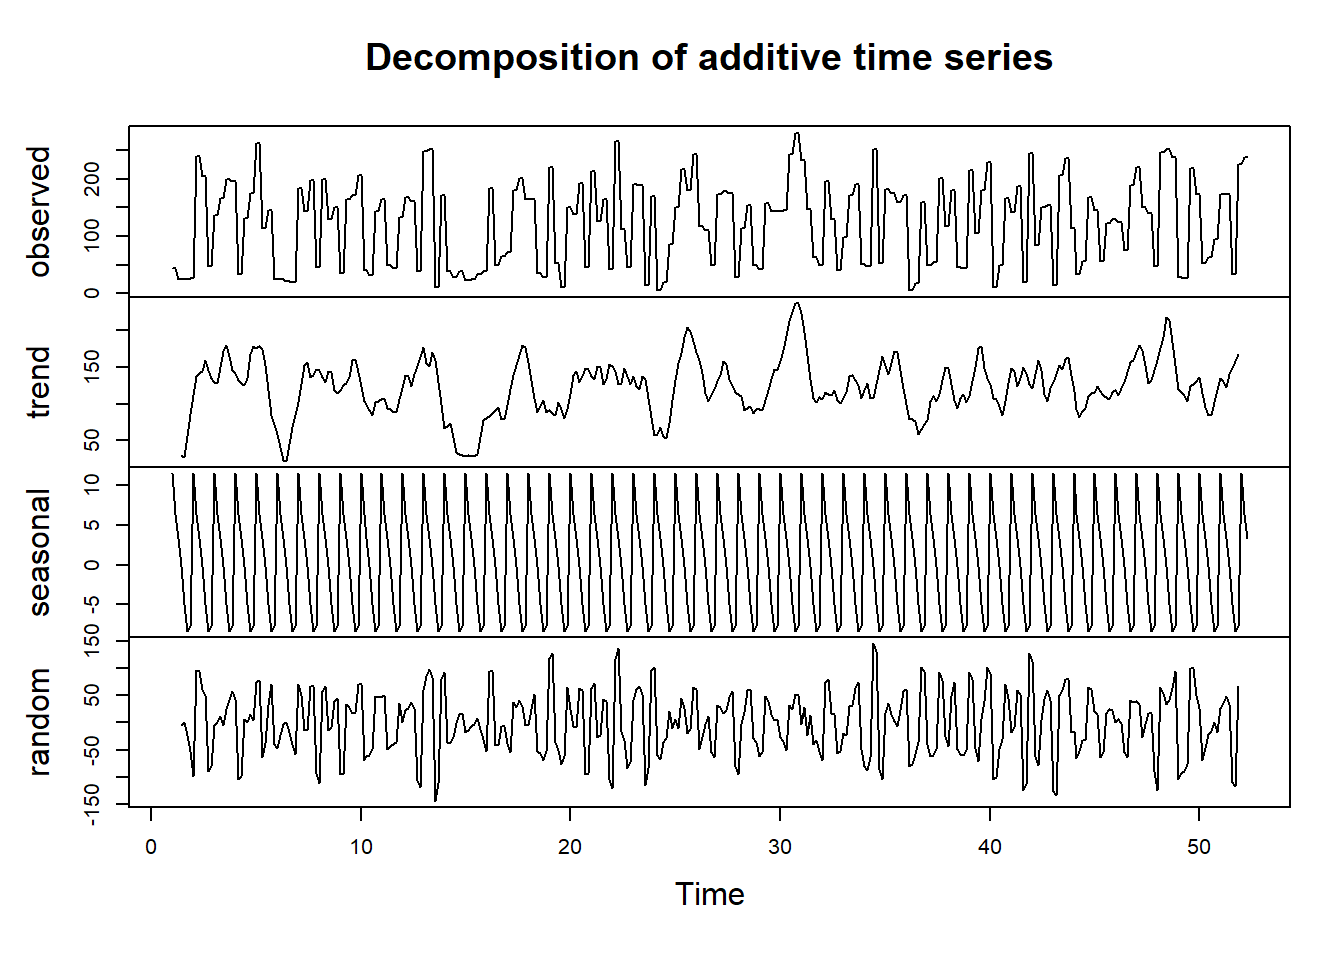 Decomposition of additive time series
observed
0 100 200
trend
50 150
seasonal
-5 0 5 10
random
-150 -50 50 150
0 10 20 30 40 50
Time